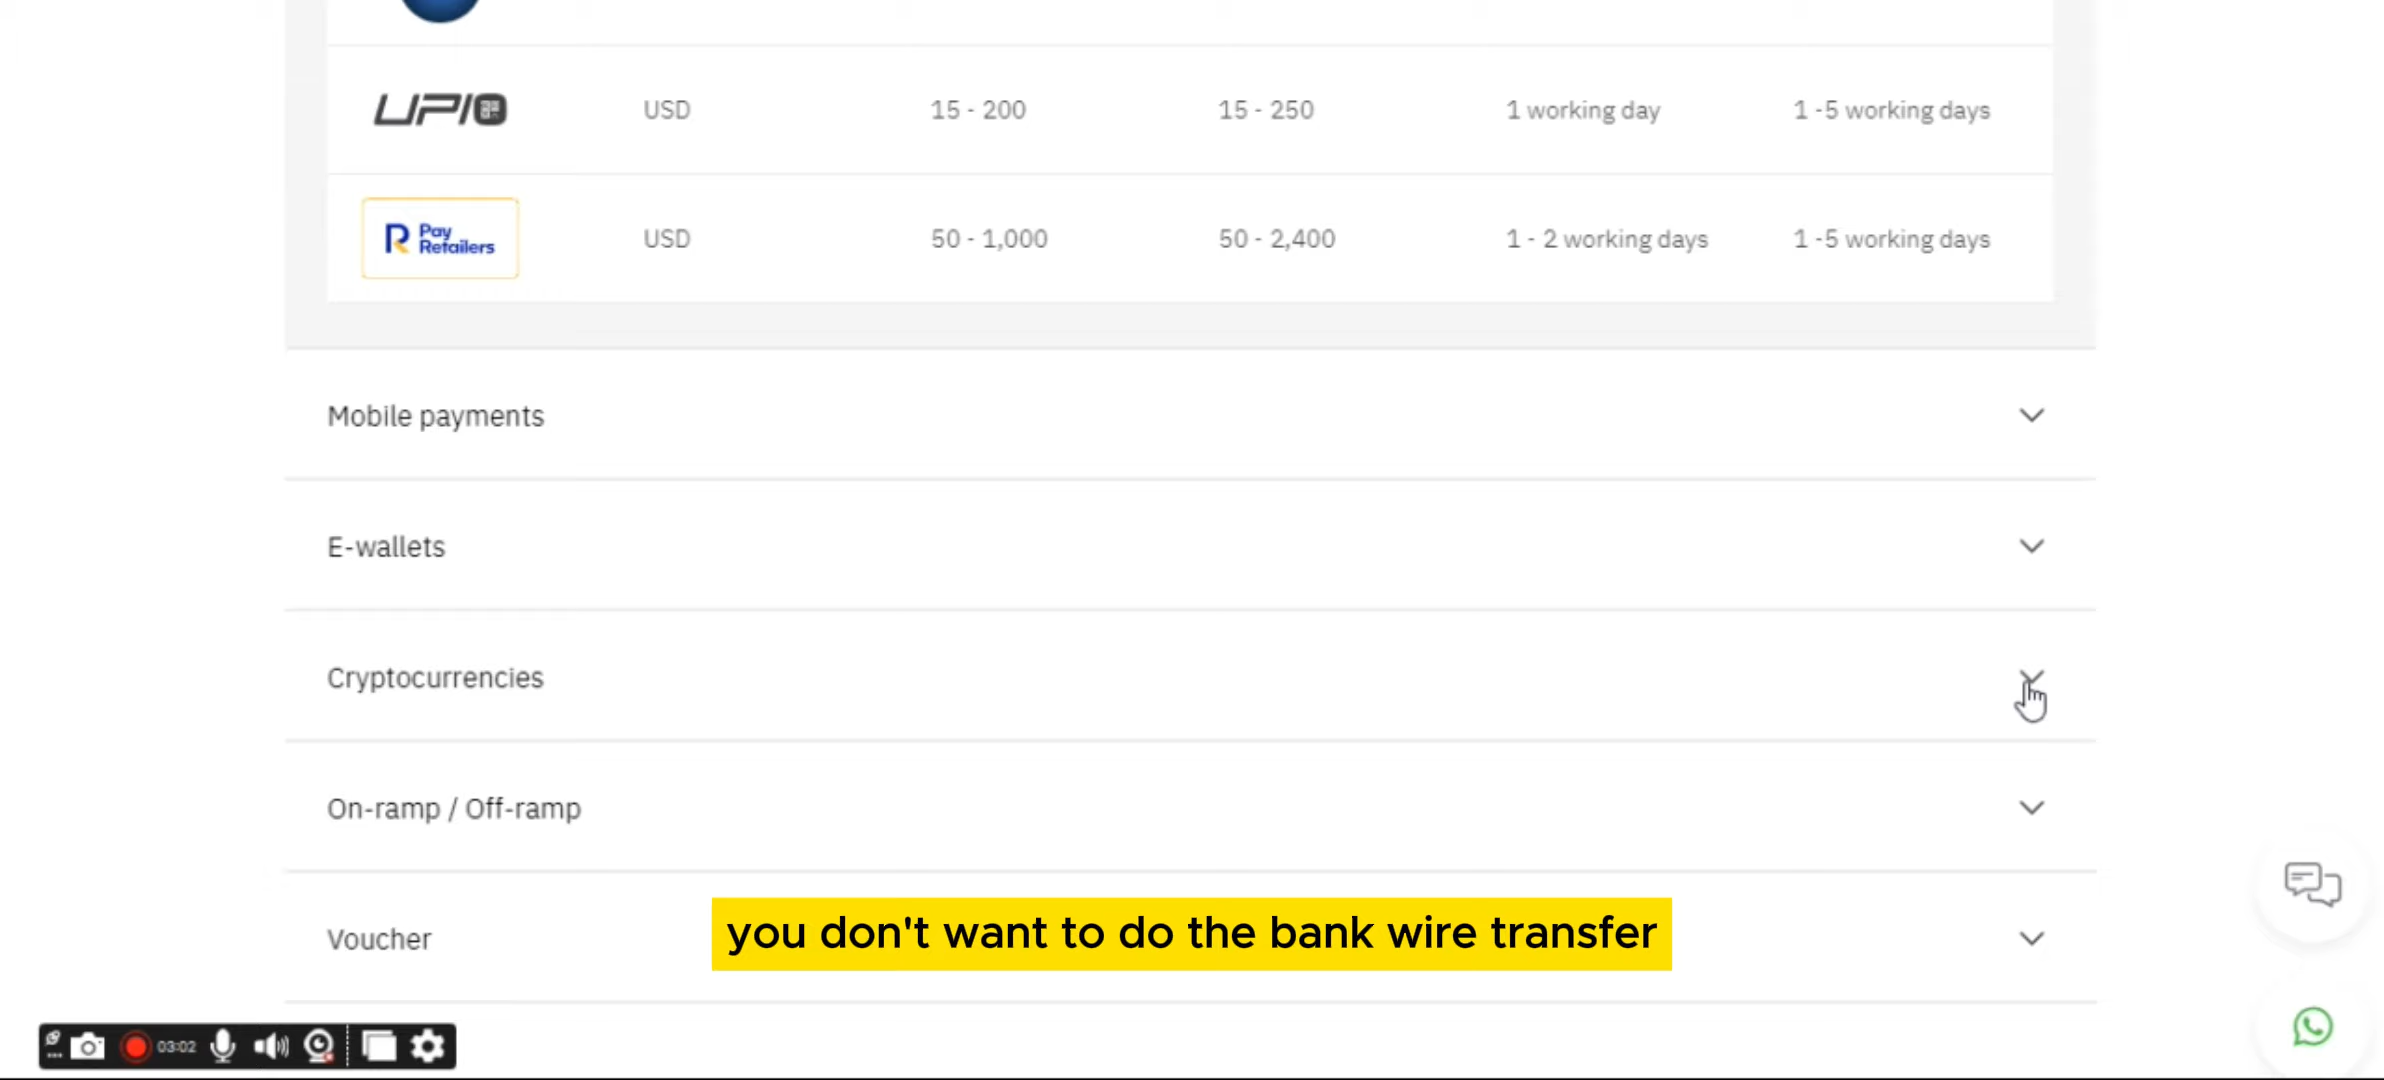 UPIQ USD 15 - 200 15 - 250 1 working day 1 -5 working days
Pay
Retailers USD 50 - 1,000 50 - 2,400 1 - 2 working days 1 -5 working days
Mobile payments
E-wallets
Cryptocurrencies
On-ramp / Off-ramp
Voucher
you don't want to do the bank wire transfer
03:02